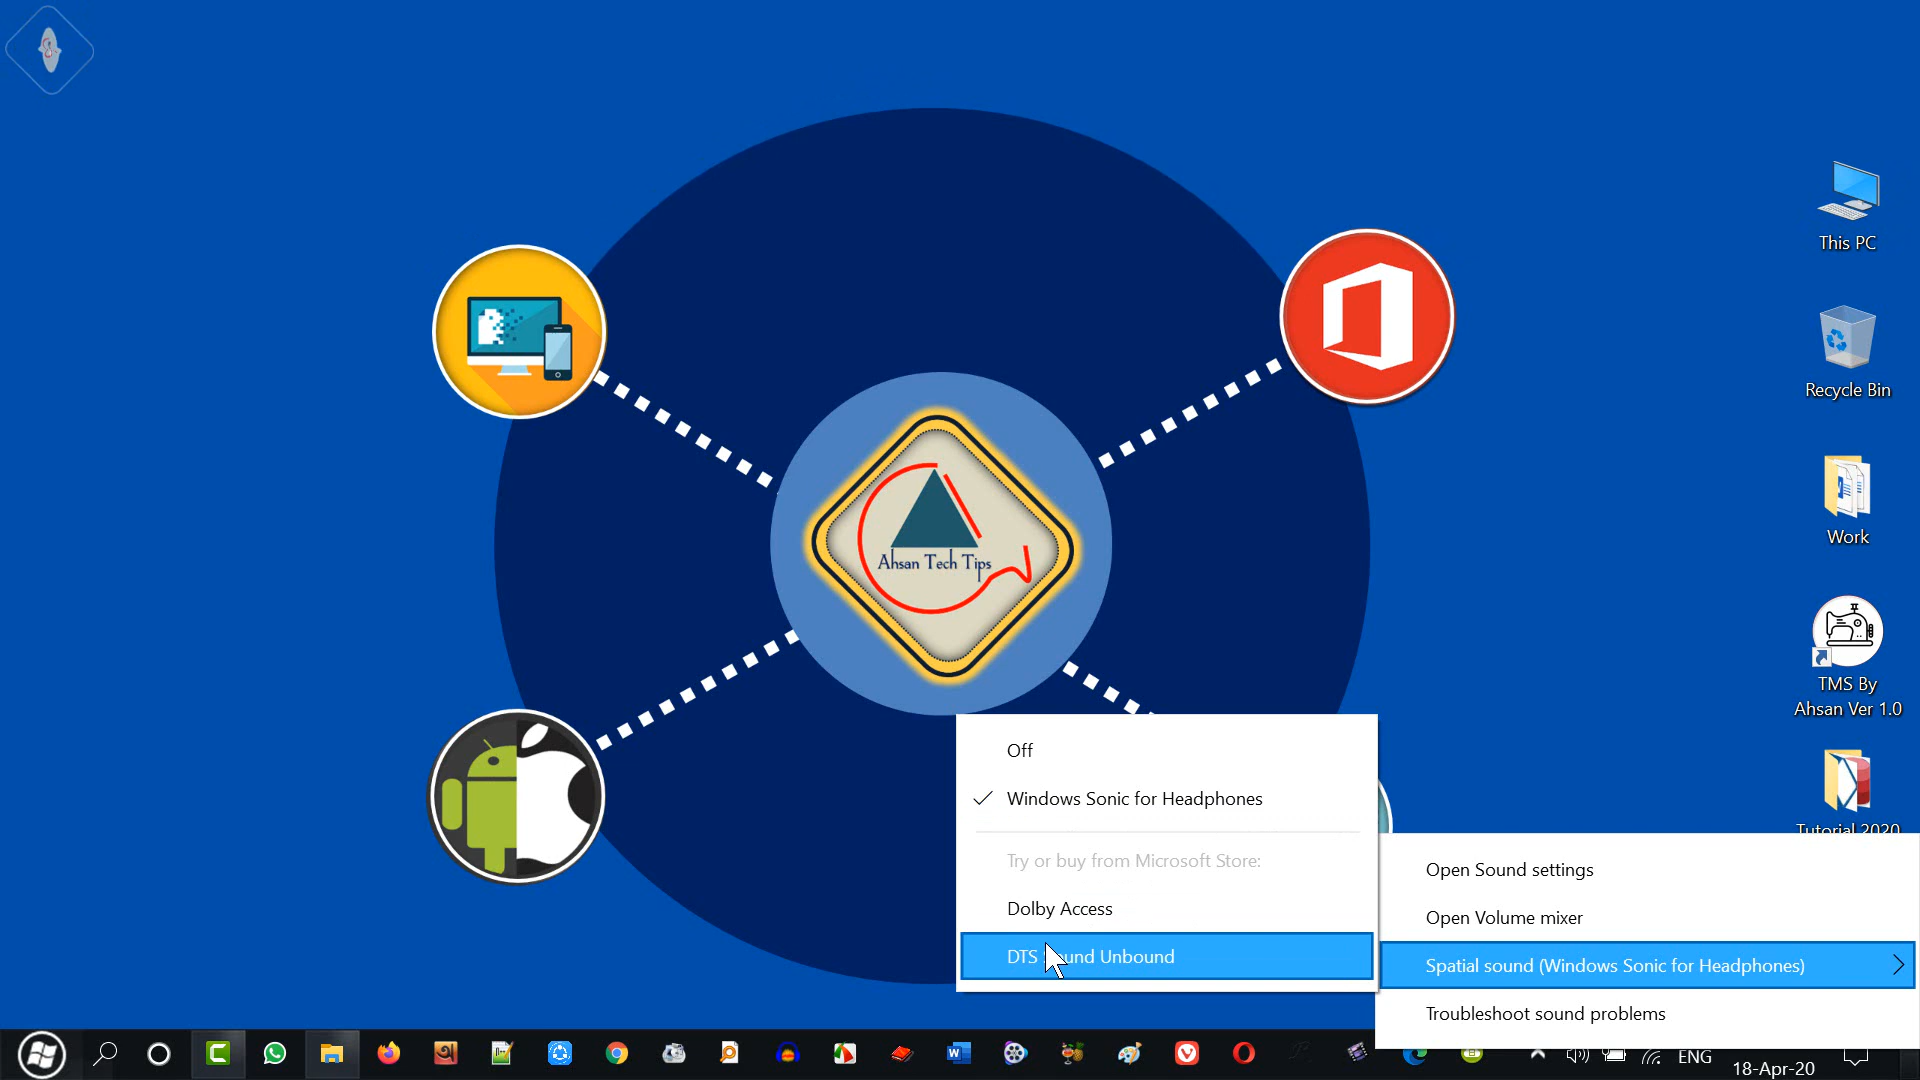 This PC
Recycle Bin
Work
TMS By
Ahsan Ver 1.0
Tutorial 2020
Ahsan Tech Tips
Off
Windows Sonic for Headphones
Try or buy from Microsoft Store:
Dolby Access
DTS Sound Unbound
Open Sound settings
Open Volume mixer
Spatial sound (Windows Sonic for Headphones)
Troubleshoot sound problems
ENG
18-Apr-20